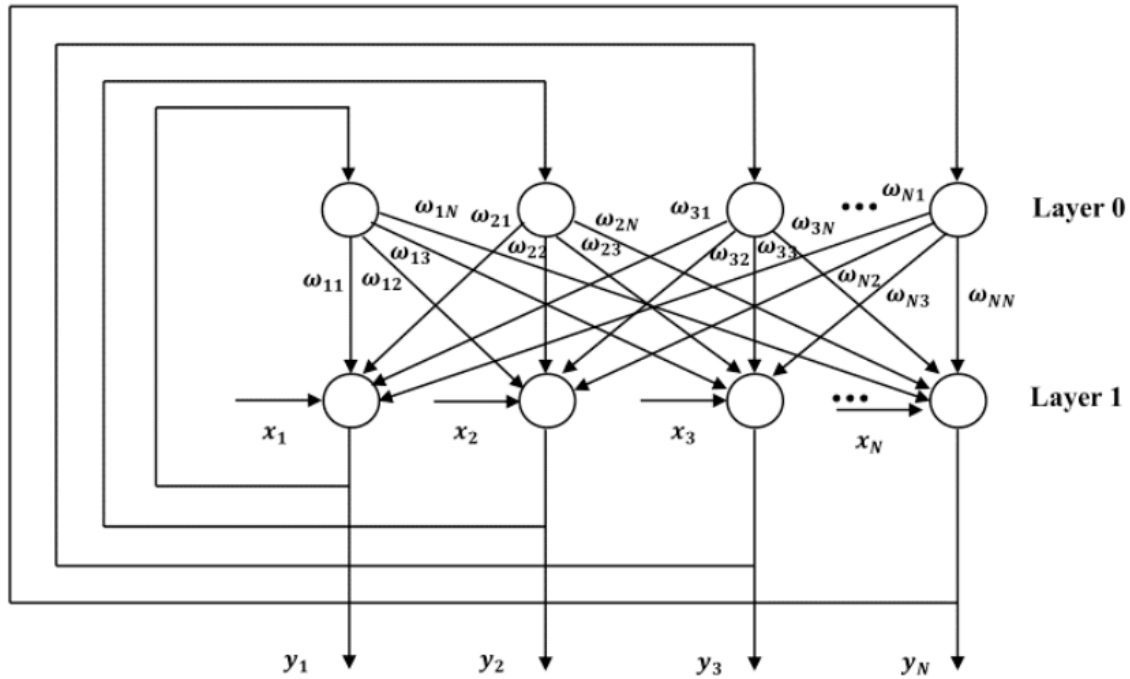 ω₁N ω₂₁ ω₂N ω₃₁ ω₃N ••• ωN₁ Layer 0
ω₁₁ ω₁₂ ω₁₃ ω₂₂ ω₂₃ ω₃₂ ω₃₃ ωN₂ ωN₃ ωNN
••• Layer 1
x₁ x₂ x₃ xN
y₁ y₂ y₃ yN